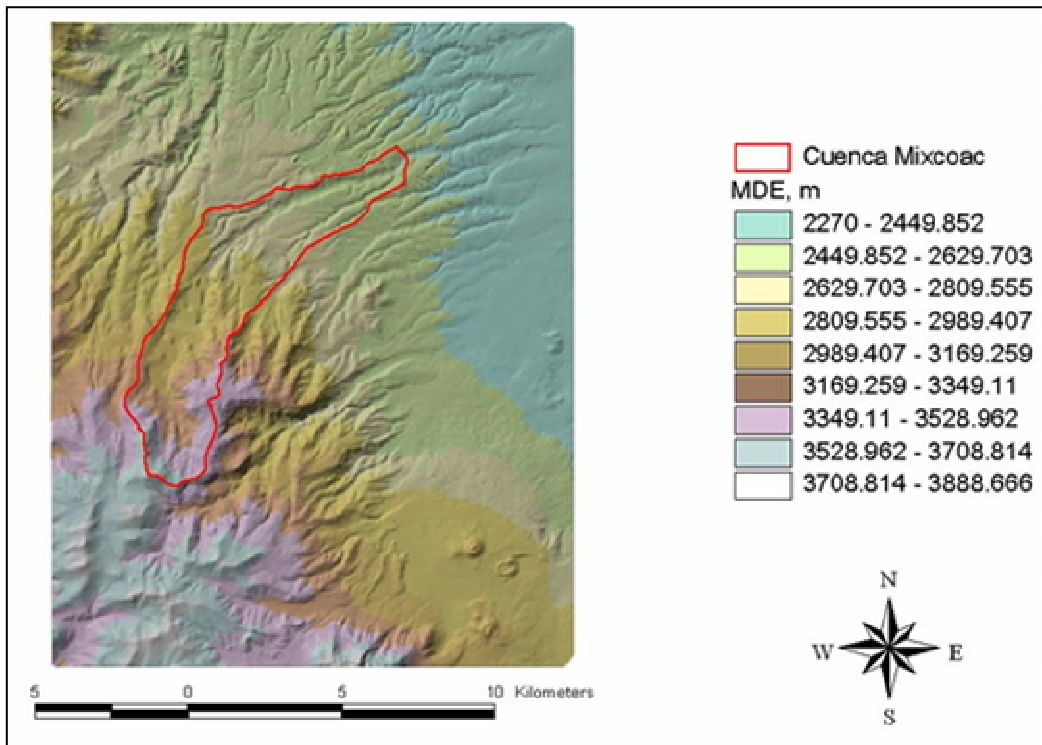 Cuenca Mixcoac
MDE, m
2270 - 2449.852
2449.852 - 2629.703
2629.703 - 2809.555
2809.555 - 2989.407
2989.407 - 3169.259
3169.259 - 3349.11
3349.11 - 3528.962
3528.962 - 3708.814
3708.814 - 3888.666
N
W E
S
5 0 5 10 Kilometers